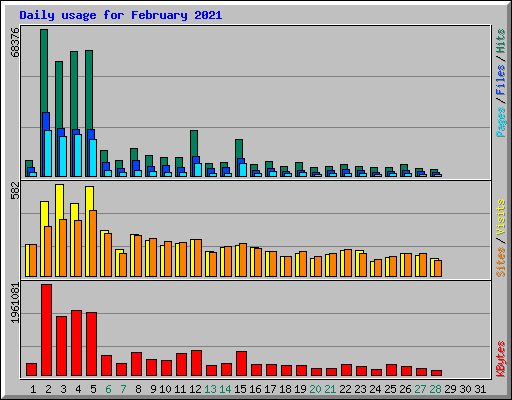 Daily usage for February 2021
68376
Pages / Files / Hits
582
Sites / Visits
1961081
KBytes
1 2 3 4 5 6 7 8 9 10 11 12 13 14 15 16 17 18 19 20 21 22 23 24 25 26 27 28 29 30 31